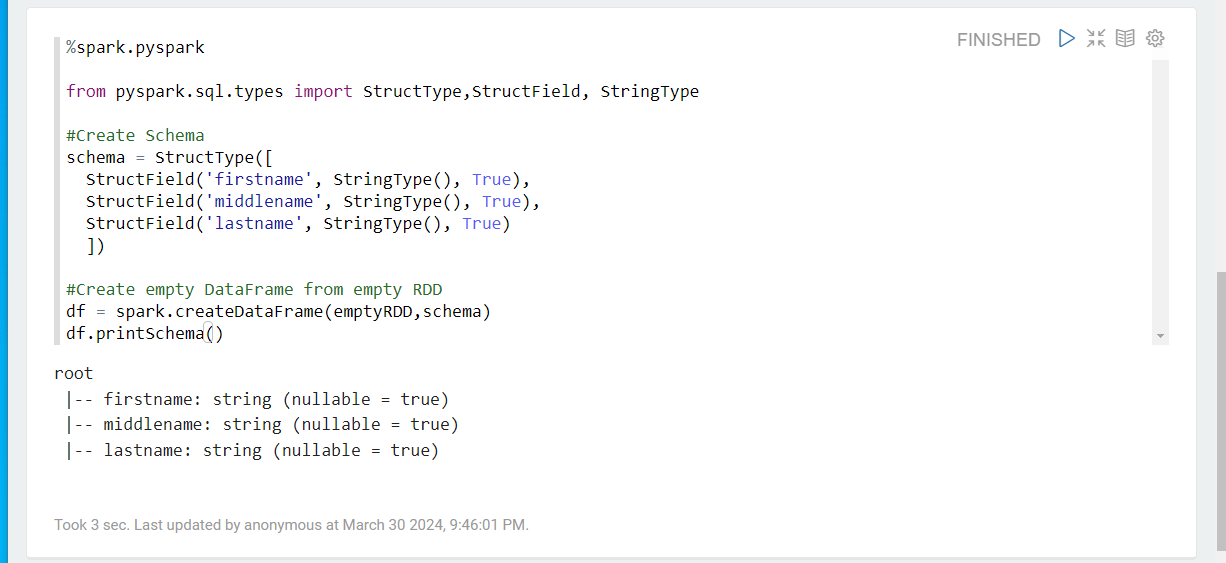 FINISHED
%spark.pyspark
from pyspark.sql.types import StructType,StructField, StringType
#Create Schema
schema = StructType([
  StructField('firstname', StringType(), True),
  StructField('middlename', StringType(), True),
  StructField('lastname', StringType(), True)
  ])
#Create empty DataFrame from empty RDD
df = spark.createDataFrame(emptyRDD,schema)
df.printSchema()
root
 |-- firstname: string (nullable = true)
 |-- middlename: string (nullable = true)
 |-- lastname: string (nullable = true)
Took 3 sec. Last updated by anonymous at March 30 2024, 9:46:01 PM.